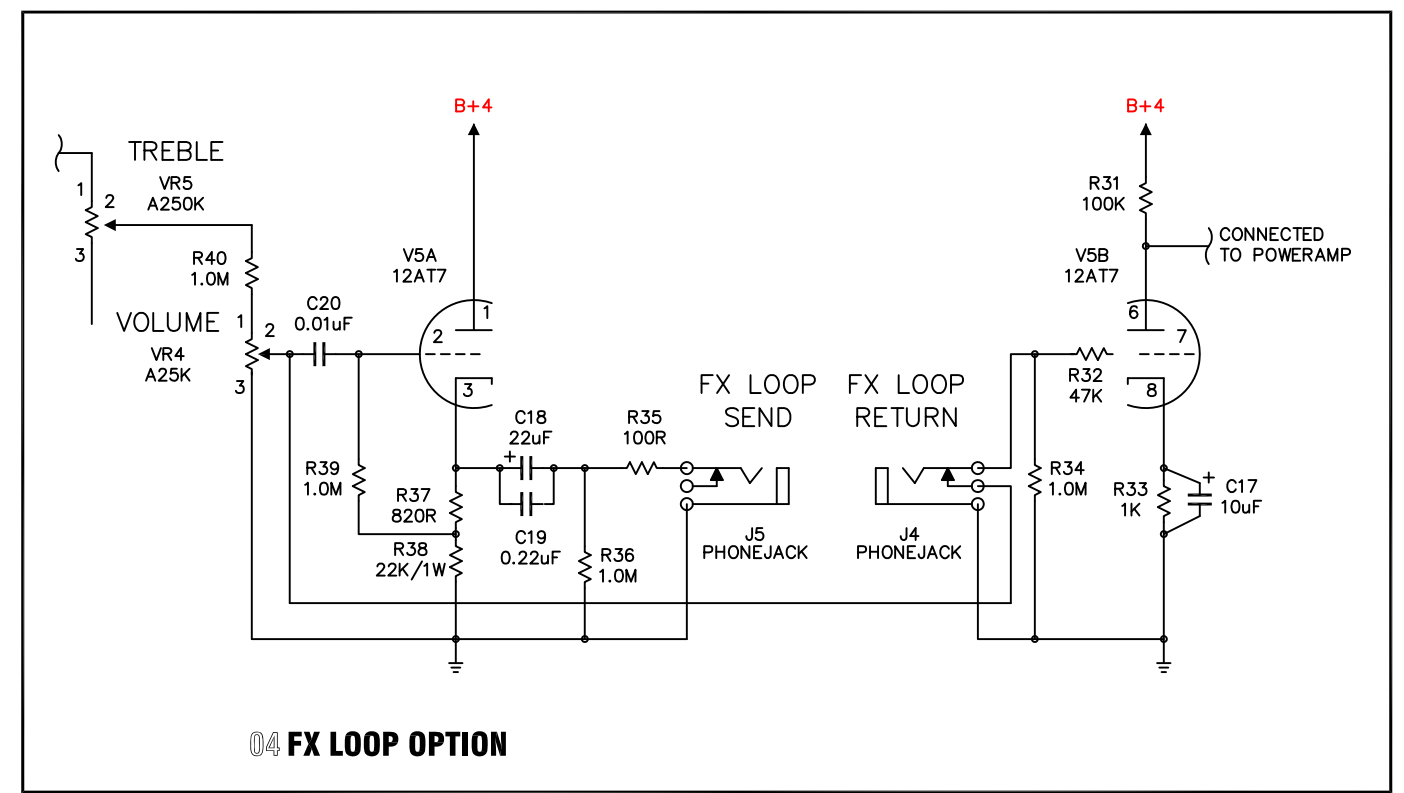 B+4
B+4
TREBLE
VR5
A250K
1
2
3
R31
100K
CONNECTED
TO POWERAMP
R40
1.0M
V5A
12AT7
V5B
12AT7
C20
0.01uF
VOLUME
VR4
A25K
1
2
3
1
2
3
6
7
8
R32
47K
FX LOOP
SEND
FX LOOP
RETURN
C18
22uF
+
R35
100R
R39
1.0M
R37
820R
R38
22K/1W
C19
0.22uF
R36
1.0M
J5
PHONEJACK
J4
PHONEJACK
R34
1.0M
R33
1K
+
C17
10uF
04 FX LOOP OPTION